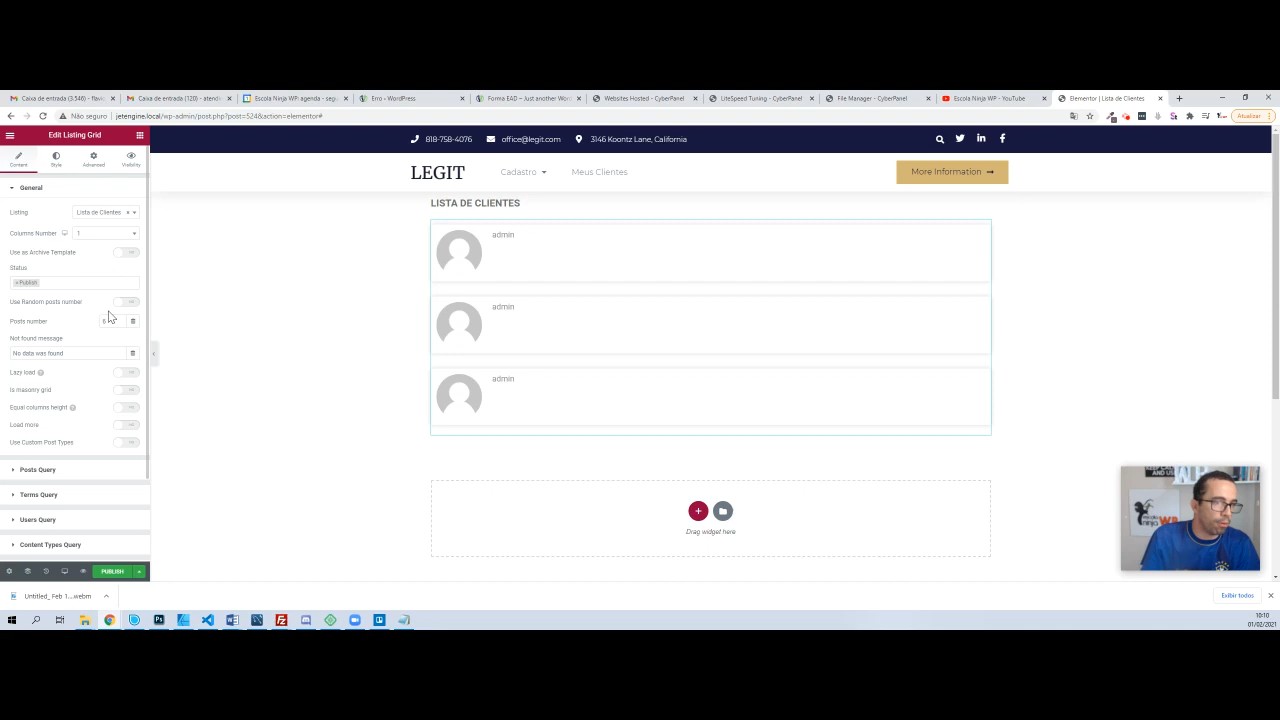 Caixa de entrada (3.546) - flavi
Caixa de entrada (120) - atendi
Escola Ninja WP: agenda - seg
Erro - WordPress
Forma EAD – Just another Wor
Websites Hosted - CyberPanel
LiteSpeed Tuning - CyberPanel
File Manager - CyberPanel
Escola Ninja WP - YouTube
Elementor | Lista de Clientes
Não seguro | jetengine.local/wp-admin/post.php?post=524&action=elementor#
Atualizar
Edit Listing Grid
Content
Style
Advanced
Visibility
General
Listing
Lista de Clientes
Columns Number
1
Use as Archive Template
Status
× Publish
Use Random posts number
Posts number
6
Not found message
No data was found
Lazy load
Is masonry grid
Equal columns height
Load more
Use Custom Post Types
Posts Query
Terms Query
Users Query
Content Types Query
PUBLISH
818-758-4076
office@legit.com
3146 Koontz Lane, California
LEGIT
Cadastro
Meus Clientes
More Information
LISTA DE CLIENTES
admin
admin
admin
Drag widget here
Untitled_ Feb 1....webm
Exibir todos
10:10
01/02/2021